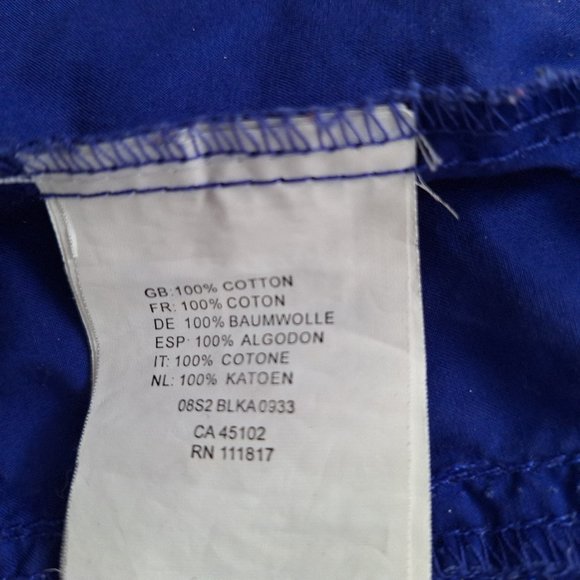 GB:100% COTTON
FR:100% COTON
DE 100% BAUMWOLLE
ESP:100% ALGODON
IT:100% COTONE
NL:100% KATOEN
08S2 BLKA 0933
CA 45102
RN 111817